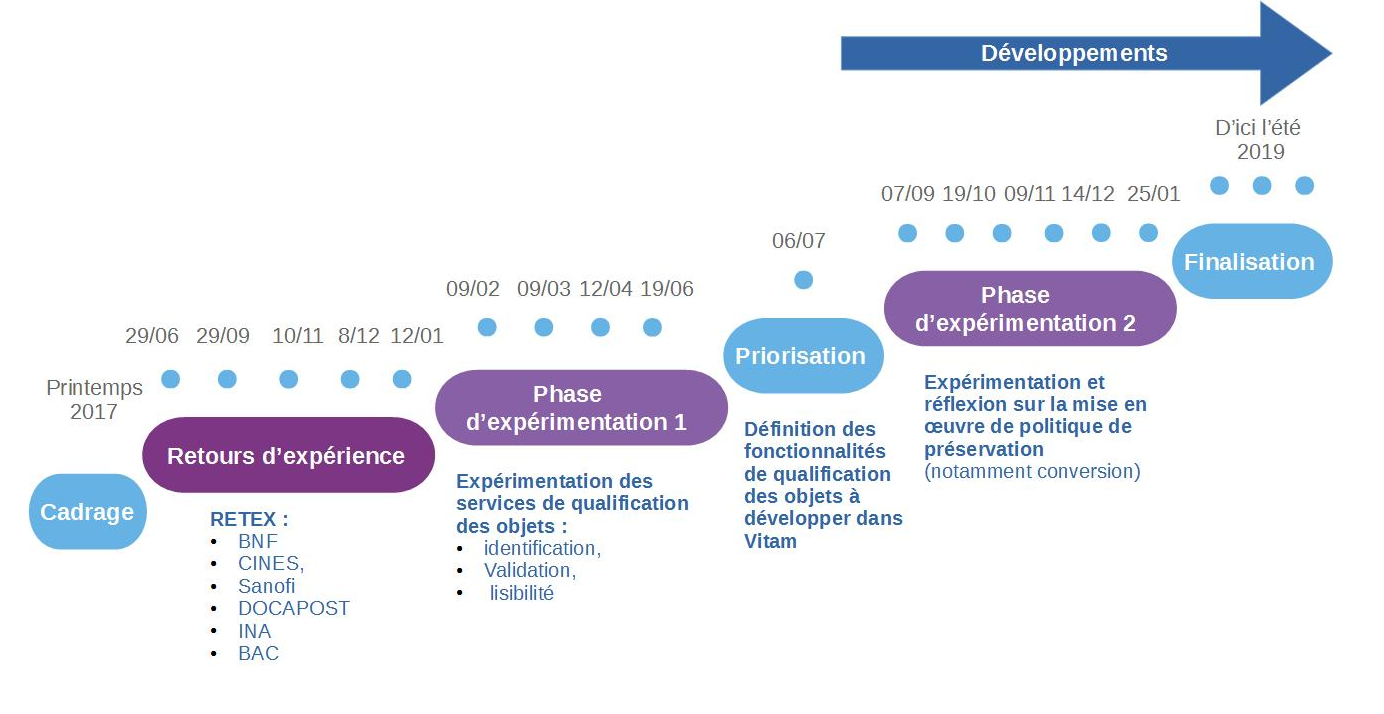 Développements
D’ici l’été
2019
07/09 19/10 09/11 14/12 25/01
Finalisation
06/07
Phase
d’expérimentation 2
09/02 09/03 12/04 19/06
Priorisation
29/06 29/09 10/11 8/12 12/01
Expérimentation et
réflexion sur la mise en
œuvre de politique de
préservation
(notamment conversion)
Printemps
2017
Phase
d’expérimentation 1
Définition des
fonctionnalités
de qualification
des objets à
développer dans
Vitam
Retours d’expérience
Expérimentation des
services de qualification
des objets :
• identification,
• Validation,
• lisibilité
Cadrage
RETEX :
• BNF
• CINES,
• Sanofi
• DOCAPOST
• INA
• BAC